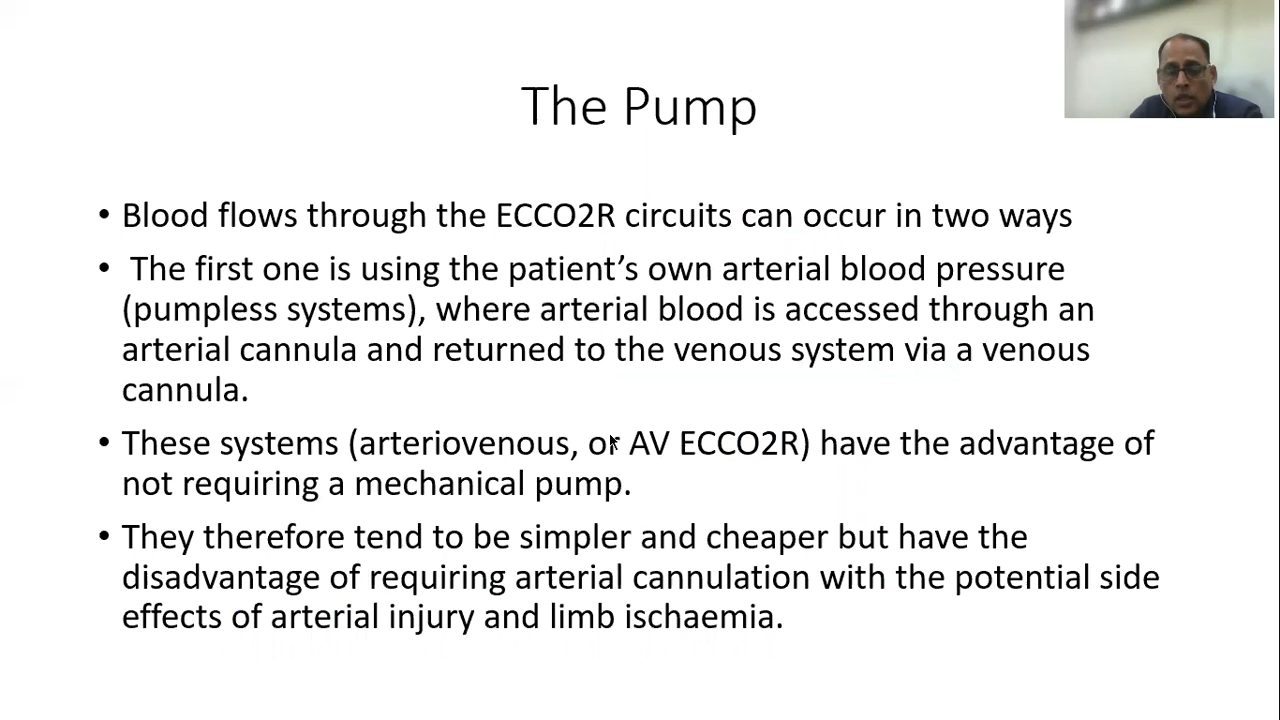 The Pump
• Blood flows through the ECCO2R circuits can occur in two ways
• The first one is using the patient’s own arterial blood pressure
(pumpless systems), where arterial blood is accessed through an
arterial cannula and returned to the venous system via a venous
cannula.
• These systems (arteriovenous, or AV ECCO2R) have the advantage of
not requiring a mechanical pump.
• They therefore tend to be simpler and cheaper but have the
disadvantage of requiring arterial cannulation with the potential side
effects of arterial injury and limb ischaemia.